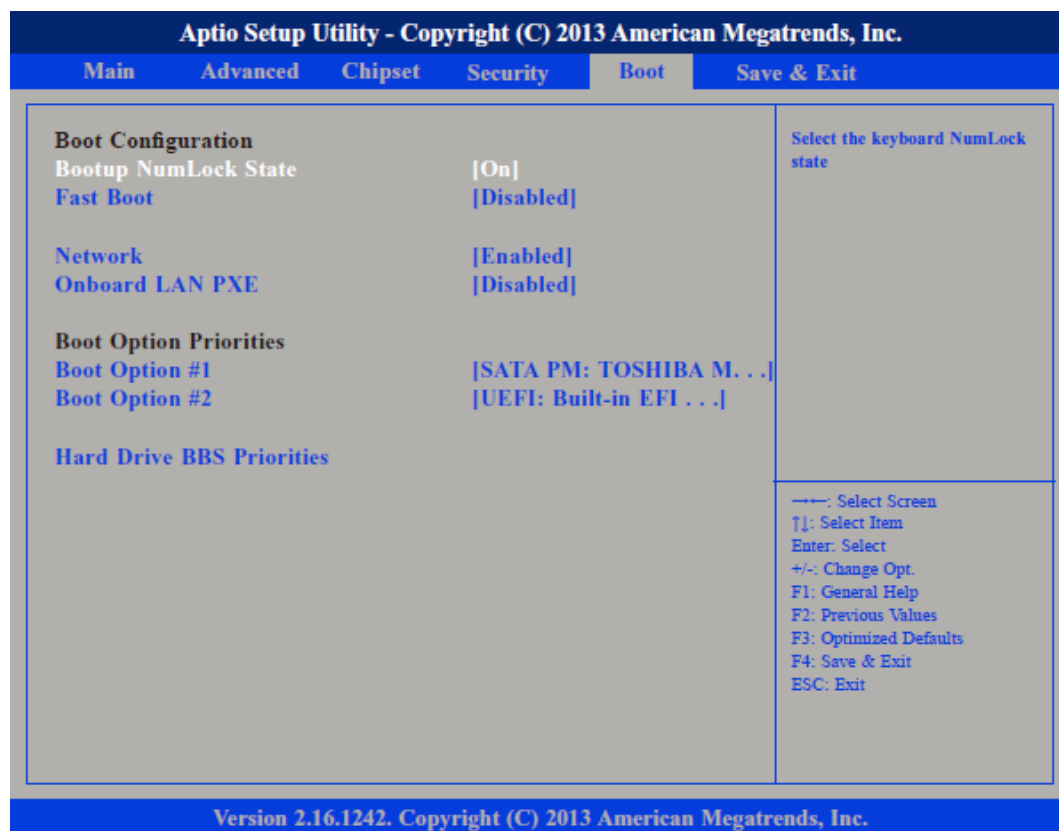 Aptio Setup Utility - Copyright (C) 2013 American Megatrends, Inc.
Main Advanced Chipset Security Boot Save & Exit
Boot Configuration
Bootup NumLock State [On]
Fast Boot [Disabled]
Network [Enabled]
Onboard LAN PXE [Disabled]
Boot Option Priorities
Boot Option #1 [SATA PM: TOSHIBA M. . .]
Boot Option #2 [UEFI: Built-in EFI . . .]
Hard Drive BBS Priorities
Select the keyboard NumLock
state
→←: Select Screen
↑↓: Select Item
Enter: Select
+/-: Change Opt.
F1: General Help
F2: Previous Values
F3: Optimized Defaults
F4: Save & Exit
ESC: Exit
Version 2.16.1242. Copyright (C) 2013 American Megatrends, Inc.